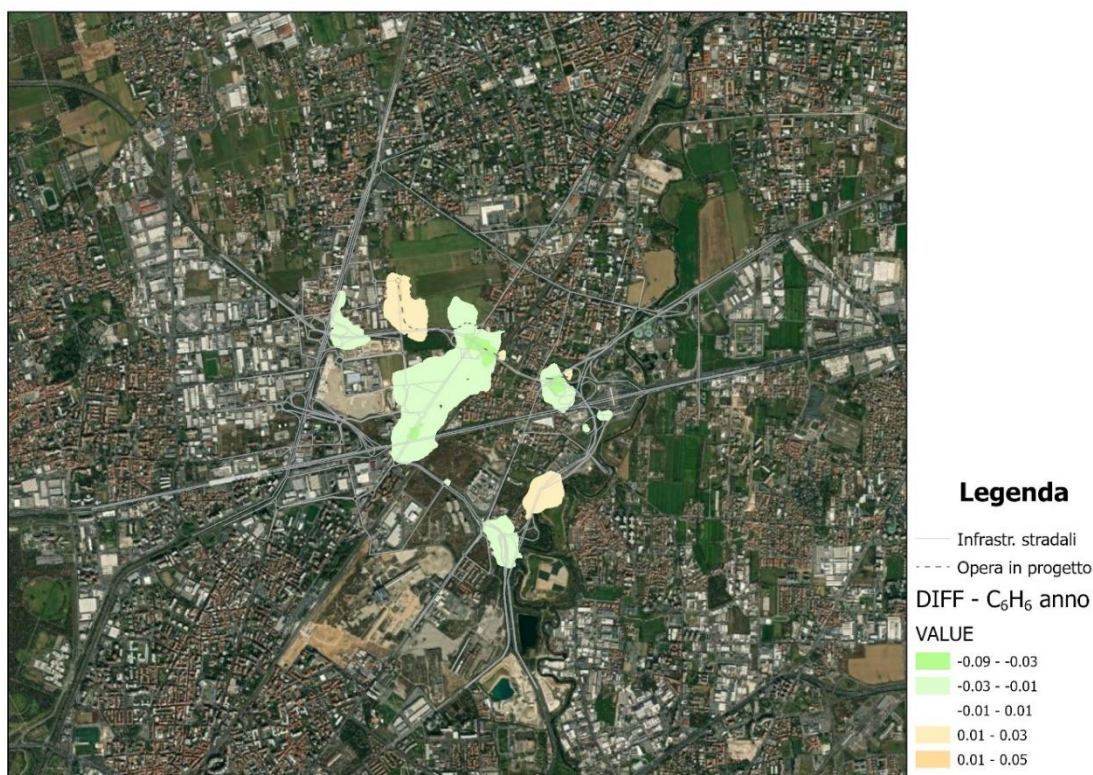 Legenda
Infrastr. stradali
Opera in progetto
DIFF - C₆H₆ anno
VALUE
-0.09 - -0.03
-0.03 - -0.01
-0.01 - 0.01
0.01 - 0.03
0.01 - 0.05